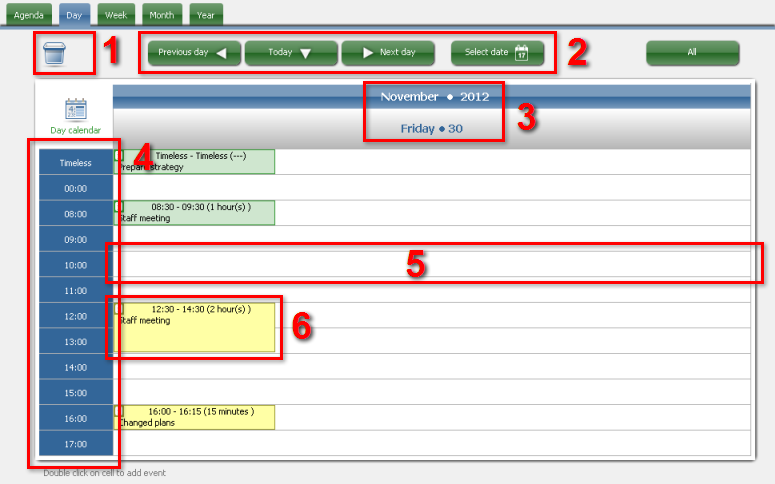 Agenda Day Week Month Year
1 Previous day Today Next day Select date 17 2 All
November • 2012
Friday • 30 3
Day calendar
4
Timeless Timeless - Timeless (---)
Prepare strategy
00:00
08:00 08:30 - 09:30 (1 hour(s) )
Staff meeting
09:00
10:00 5
11:00
12:00 12:30 - 14:30 (2 hour(s) )
Staff meeting 6
13:00
14:00
15:00
16:00 16:00 - 16:15 (15 minutes )
Changed plans
17:00
Double click on cell to add event